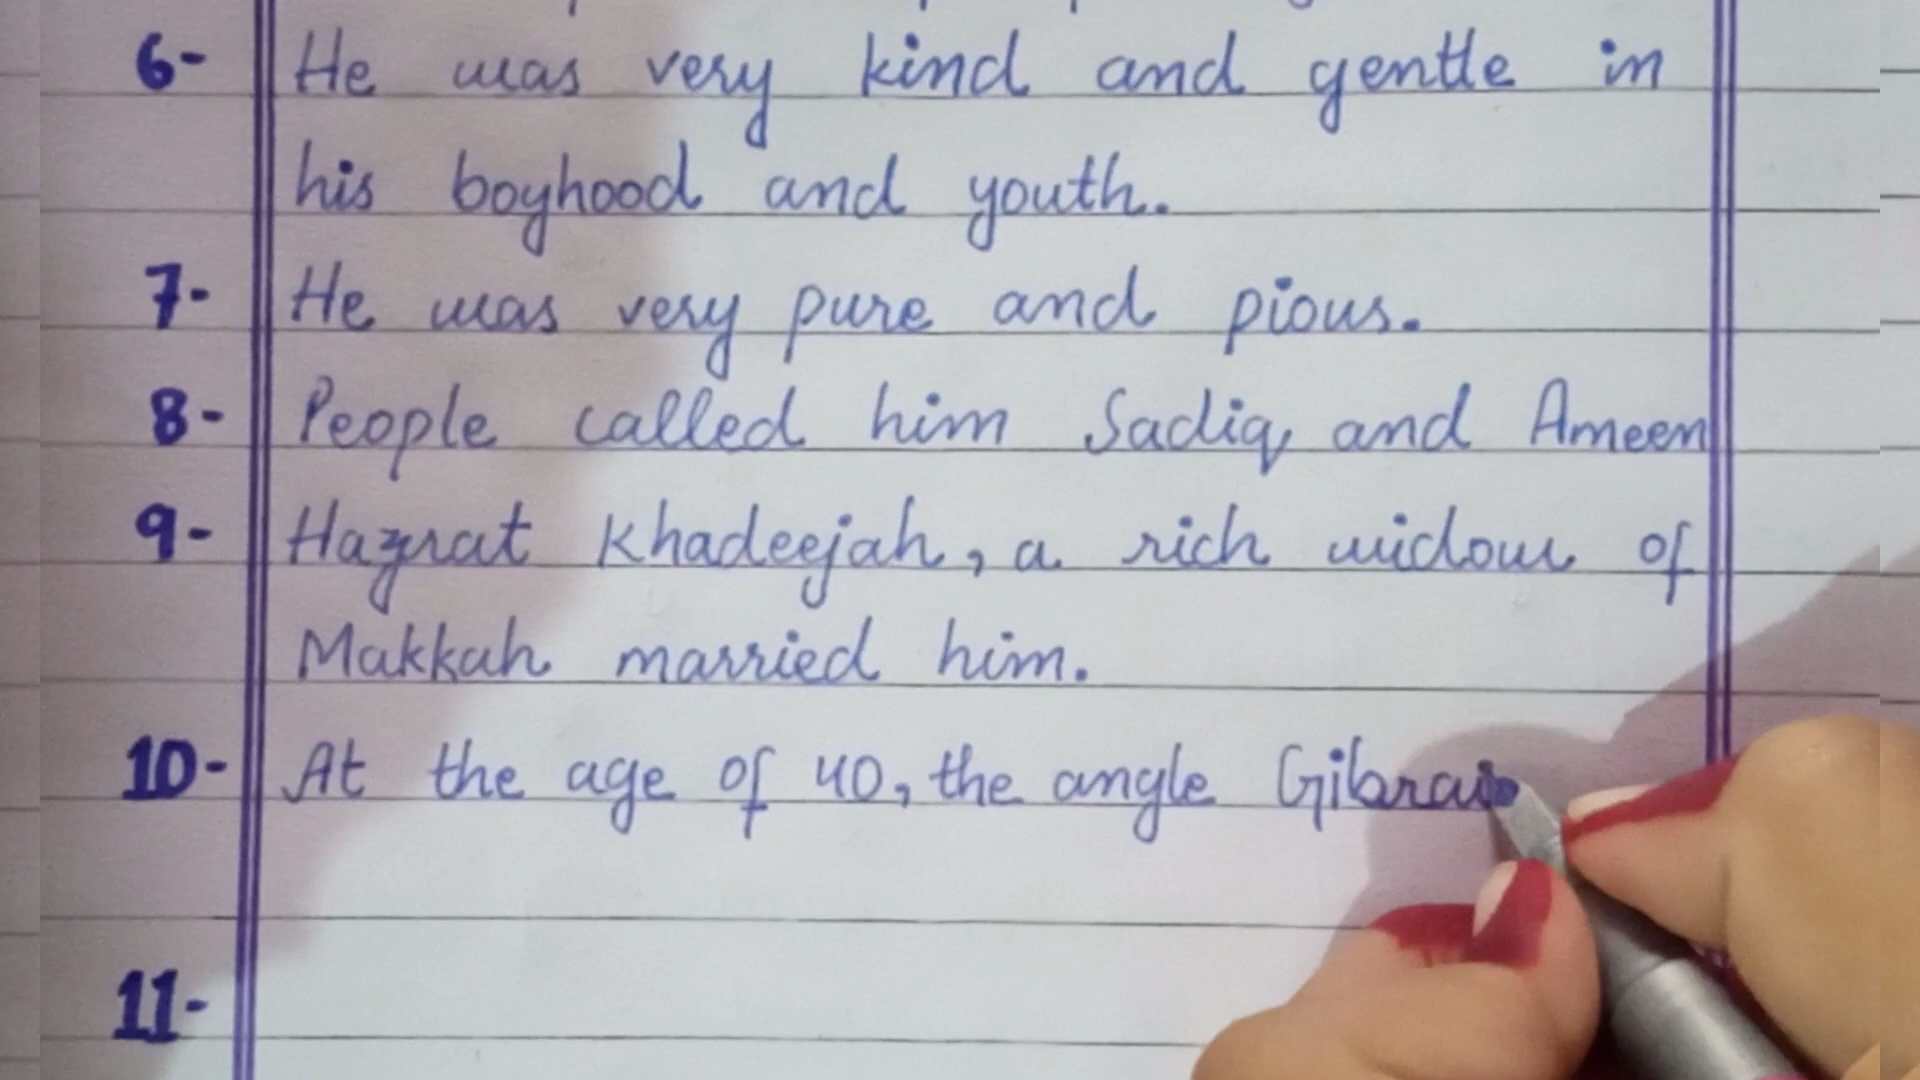 6- He was very kind and gentle in
his boyhood and youth.
7- He was very pure and pious.
8- People called him Sadiq and Ameen
9- Hazrat Khadeejah, a rich widow of
Makkah married him.
10- At the age of 40, the angle Gibrai
11-